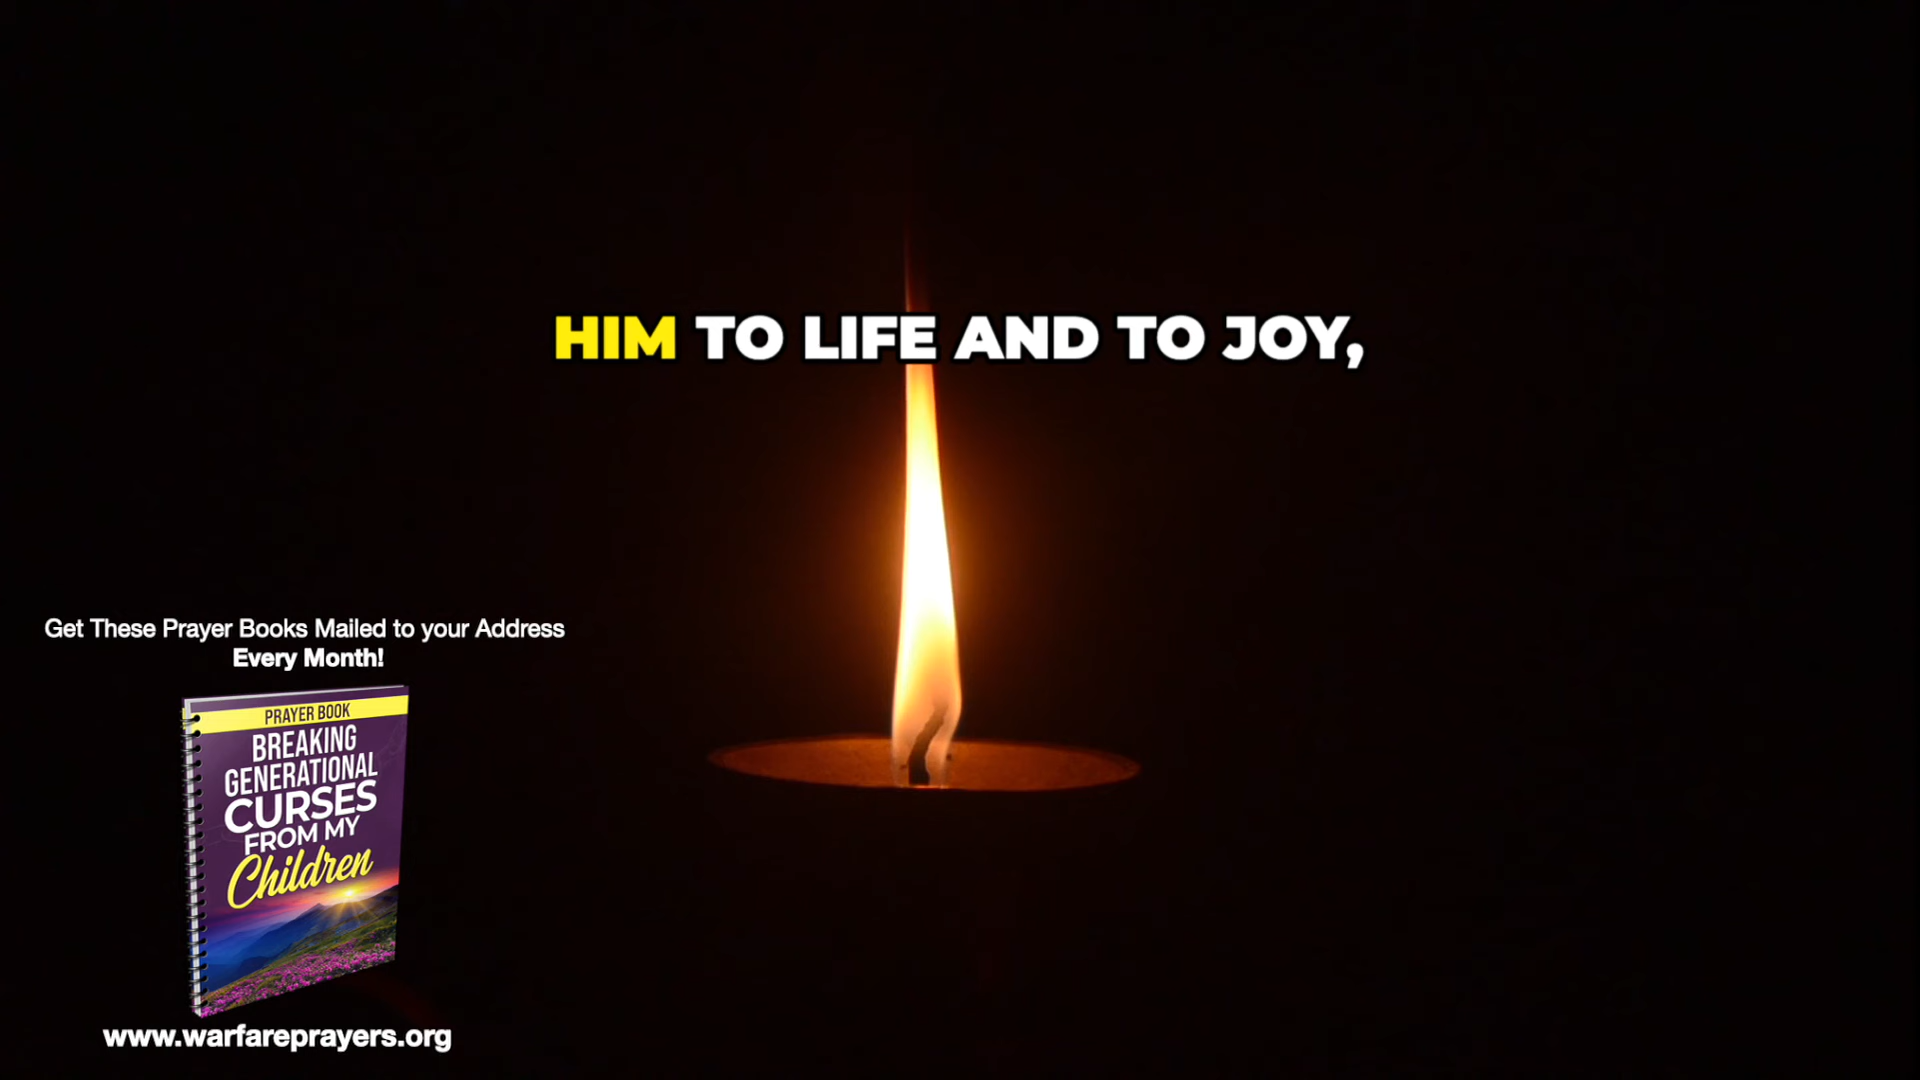 HIM TO LIFE AND TO JOY,
Get These Prayer Books Mailed to your Address
Every Month!
PRAYER BOOK
BREAKING
GENERATIONAL
CURSES
FROM MY
Children
www.warfareprayers.org